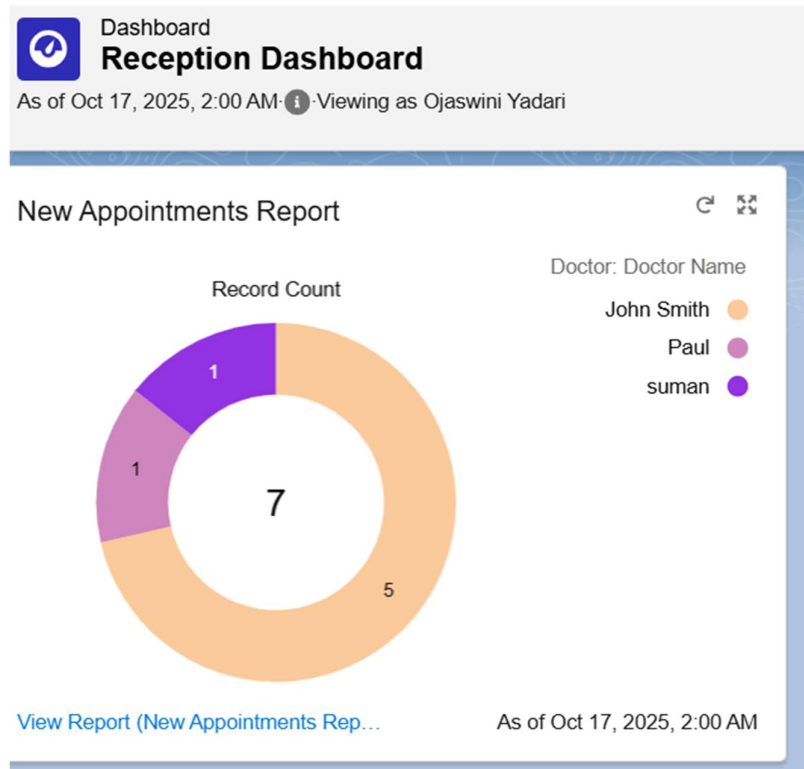 Dashboard
Reception Dashboard
As of Oct 17, 2025, 2:00 AM·Viewing as Ojaswini Yadari
New Appointments Report
Record Count
Doctor: Doctor Name
John Smith
Paul
suman
1
1
7
5
View Report (New Appointments Rep...
As of Oct 17, 2025, 2:00 AM